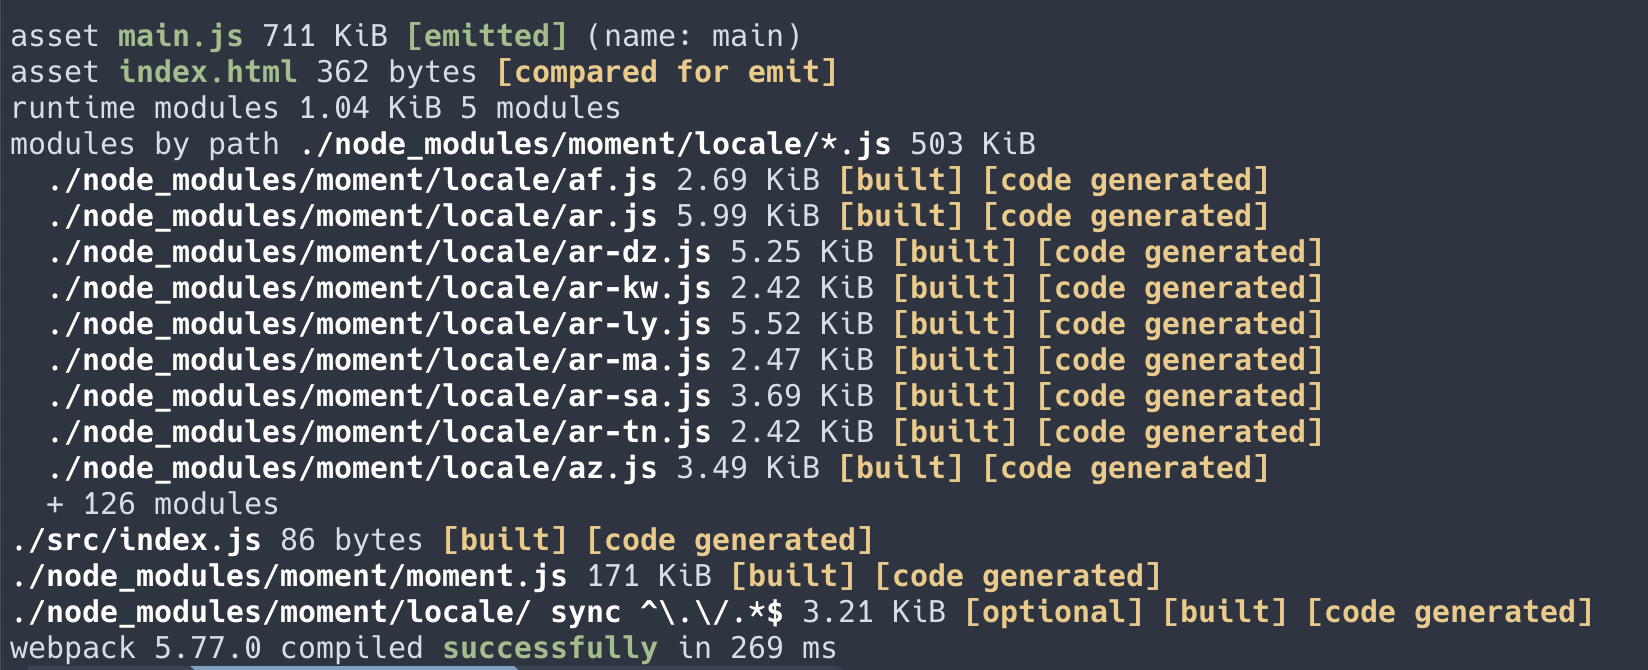 asset main.js 711 KiB [emitted] (name: main)
asset index.html 362 bytes [compared for emit]
runtime modules 1.04 KiB 5 modules
modules by path ./node_modules/moment/locale/*.js 503 KiB
  ./node_modules/moment/locale/af.js 2.69 KiB [built] [code generated]
  ./node_modules/moment/locale/ar.js 5.99 KiB [built] [code generated]
  ./node_modules/moment/locale/ar-dz.js 5.25 KiB [built] [code generated]
  ./node_modules/moment/locale/ar-kw.js 2.42 KiB [built] [code generated]
  ./node_modules/moment/locale/ar-ly.js 5.52 KiB [built] [code generated]
  ./node_modules/moment/locale/ar-ma.js 2.47 KiB [built] [code generated]
  ./node_modules/moment/locale/ar-sa.js 3.69 KiB [built] [code generated]
  ./node_modules/moment/locale/ar-tn.js 2.42 KiB [built] [code generated]
  ./node_modules/moment/locale/az.js 3.49 KiB [built] [code generated]
  + 126 modules
./src/index.js 86 bytes [built] [code generated]
./node_modules/moment/moment.js 171 KiB [built] [code generated]
./node_modules/moment/locale/ sync ^\.\/.*$ 3.21 KiB [optional] [built] [code generated]
webpack 5.77.0 compiled successfully in 269 ms